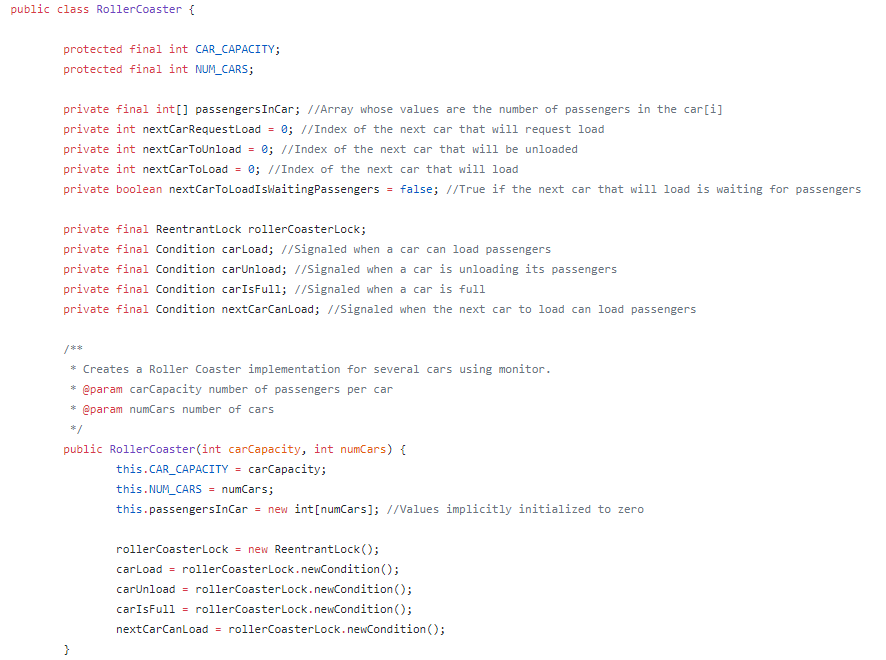 public class RollerCoaster {
protected final int CAR_CAPACITY;
protected final int NUM_CARS;
private final int[] passengersInCar; //Array whose values are the number of passengers in the car[i]
private int nextCarRequestLoad = 0; //Index of the next car that will request load
private int nextCarToUnload = 0; //Index of the next car that will be unloaded
private int nextCarToLoad = 0; //Index of the next car that will load
private boolean nextCarToLoadIsWaitingPassengers = false; //True if the next car that will load is waiting for passengers
private final ReentrantLock rollerCoasterLock;
private final Condition carLoad; //Signaled when a car can load passengers
private final Condition carUnload; //Signaled when a car is unloading its passengers
private final Condition carIsFull; //Signaled when a car is full
private final Condition nextCarCanLoad; //Signaled when the next car to load can load passengers
/**
* Creates a Roller Coaster implementation for several cars using monitor.
* @param carCapacity number of passengers per car
* @param numCars number of cars
*/
public RollerCoaster(int carCapacity, int numCars) {
this.CAR_CAPACITY = carCapacity;
this.NUM_CARS = numCars;
this.passengersInCar = new int[numCars]; //Values implicitly initialized to zero
rollerCoasterLock = new ReentrantLock();
carLoad = rollerCoasterLock.newCondition();
carUnload = rollerCoasterLock.newCondition();
carIsFull = rollerCoasterLock.newCondition();
nextCarCanLoad = rollerCoasterLock.newCondition();
}